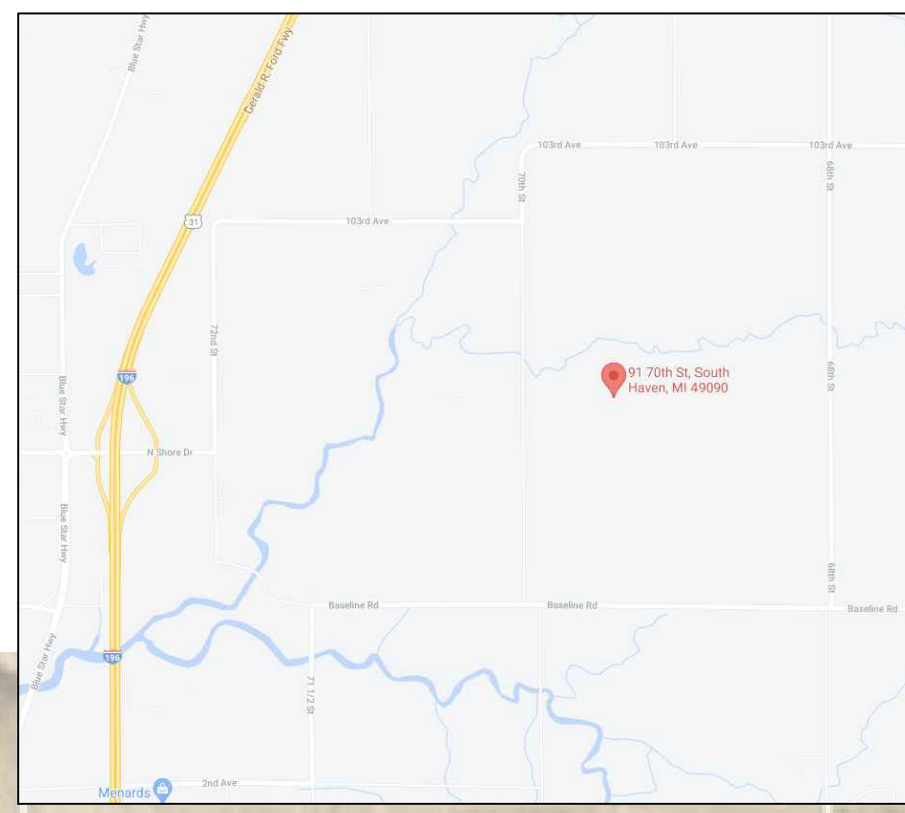 Blue Star Hwy
Gerald R. Ford Fwy
103rd Ave
103rd Ave
103rd Ave
70th St
68th St
31
103rd Ave
72nd St
196
91 70th St, South
Haven, MI 49090
68th St
Blue Star Hwy
N Shore Dr
Blue Star Hwy
68th St
Baseline Rd
Baseline Rd
Baseline Rd
Blue Star Hwy
196
71 1/2 St
2nd Ave
Menards